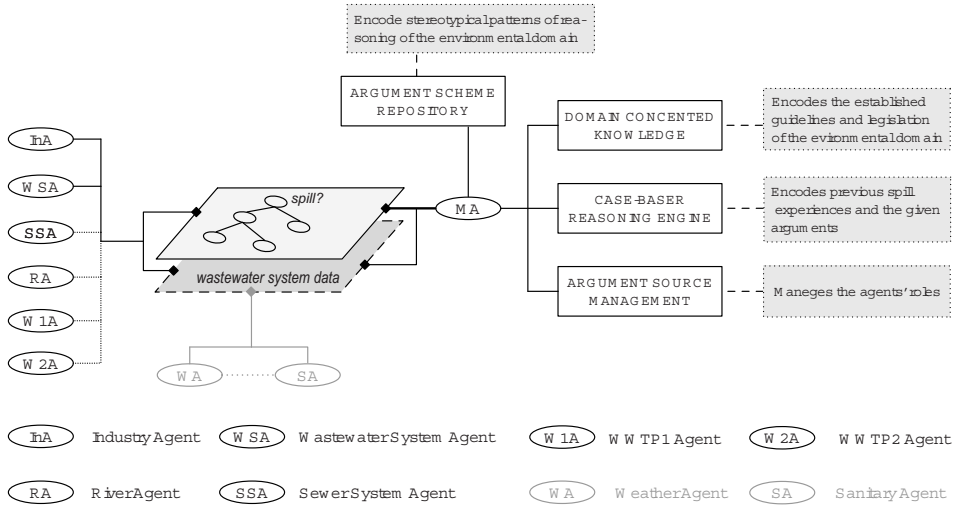 Encode stereotypical patterns of rea-
soning of the environmental domain
ARGUMENT SCHEME
REPOSITORY
DOMAIN CONCENTED
KNOWLEDGE
Encodes the established
guidelines and legislation
of the evironmental domain
InA
WSA
SSA
RA
W1A
W2A
spill?
wastewater system data
MA
CASE-BASER
REASONING ENGINE
Encodes previous spill
experiences and the given
arguments
ARGUMENT SOURCE
MANAGEMENT
Maneges the agents' roles
WA
SA
InA Industry Agent WSA Wastewater System Agent W1A WWTP1 Agent W2A WWTP2 Agent
RA River Agent SSA Sewer System Agent WA Weather Agent SA Sanitary Agent